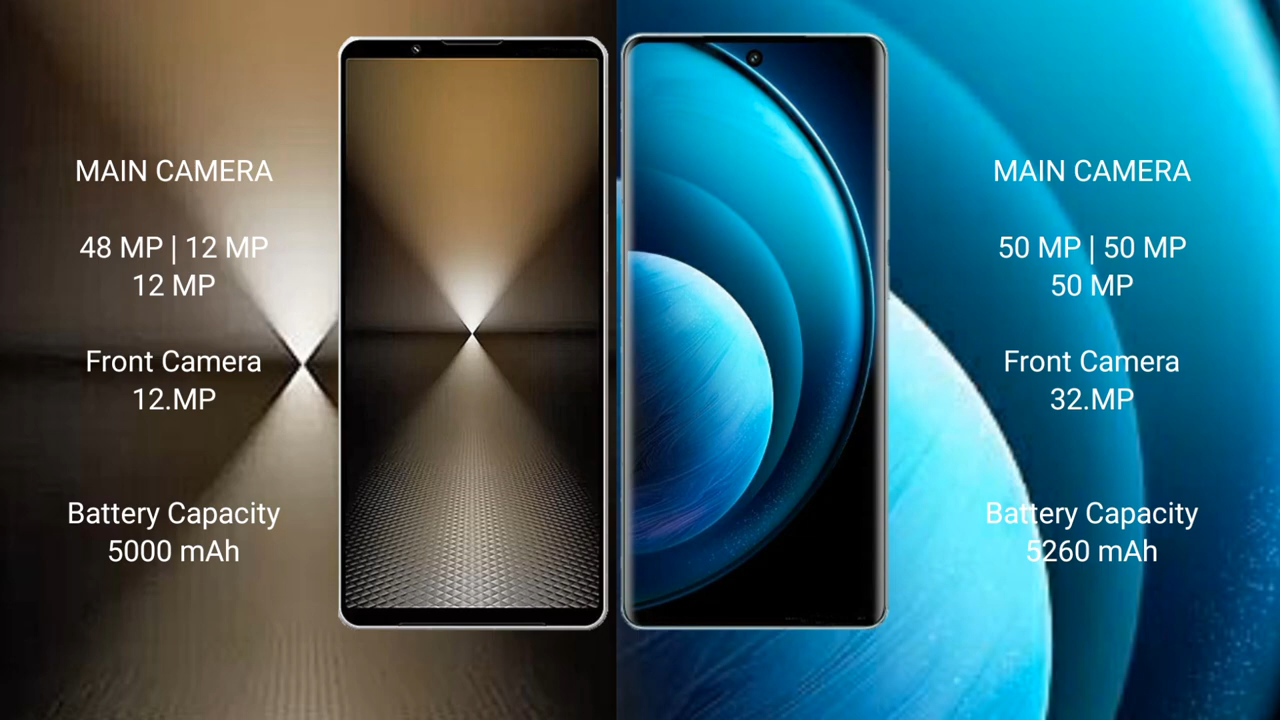 MAIN CAMERA
48 MP | 12 MP
12 MP
Front Camera
12.MP
Battery Capacity
5000 mAh
MAIN CAMERA
50 MP | 50 MP
50 MP
Front Camera
32.MP
Battery Capacity
5260 mAh